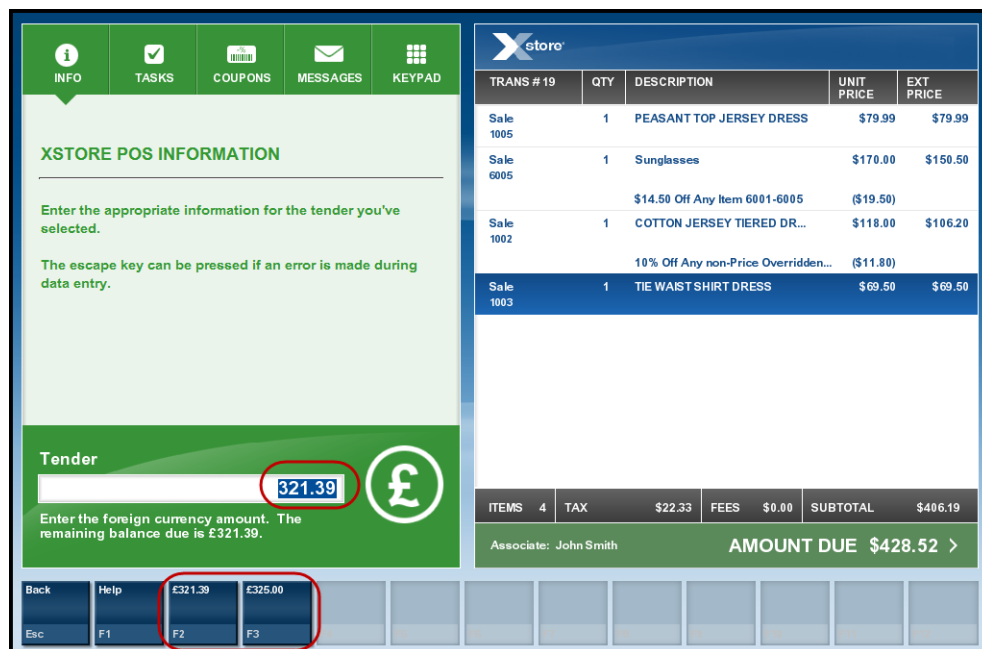 INFO TASKS COUPONS MESSAGES KEYPAD
XSTORE POS INFORMATION
Enter the appropriate information for the tender you've
selected.
The escape key can be pressed if an error is made during
data entry.
Tender
321.39
£
Enter the foreign currency amount. The
remaining balance due is £321.39.
Xstore
TRANS # 19 QTY DESCRIPTION UNIT PRICE EXT PRICE
Sale 1 PEASANT TOP JERSEY DRESS $79.99 $79.99
1005
Sale 1 Sunglasses $170.00 $150.50
6005
$14.50 Off Any Item 6001-6005 ($19.50)
Sale 1 COTTON JERSEY TIERED DR... $118.00 $106.20
1002
10% Off Any non-Price Overridden... ($11.80)
Sale 1 TIE WAIST SHIRT DRESS $69.50 $69.50
1003
ITEMS 4 TAX $22.33 FEES $0.00 SUBTOTAL $406.19
Associate: John Smith AMOUNT DUE $428.52 >
Back Help £321.39 £325.00
Esc F1 F2 F3